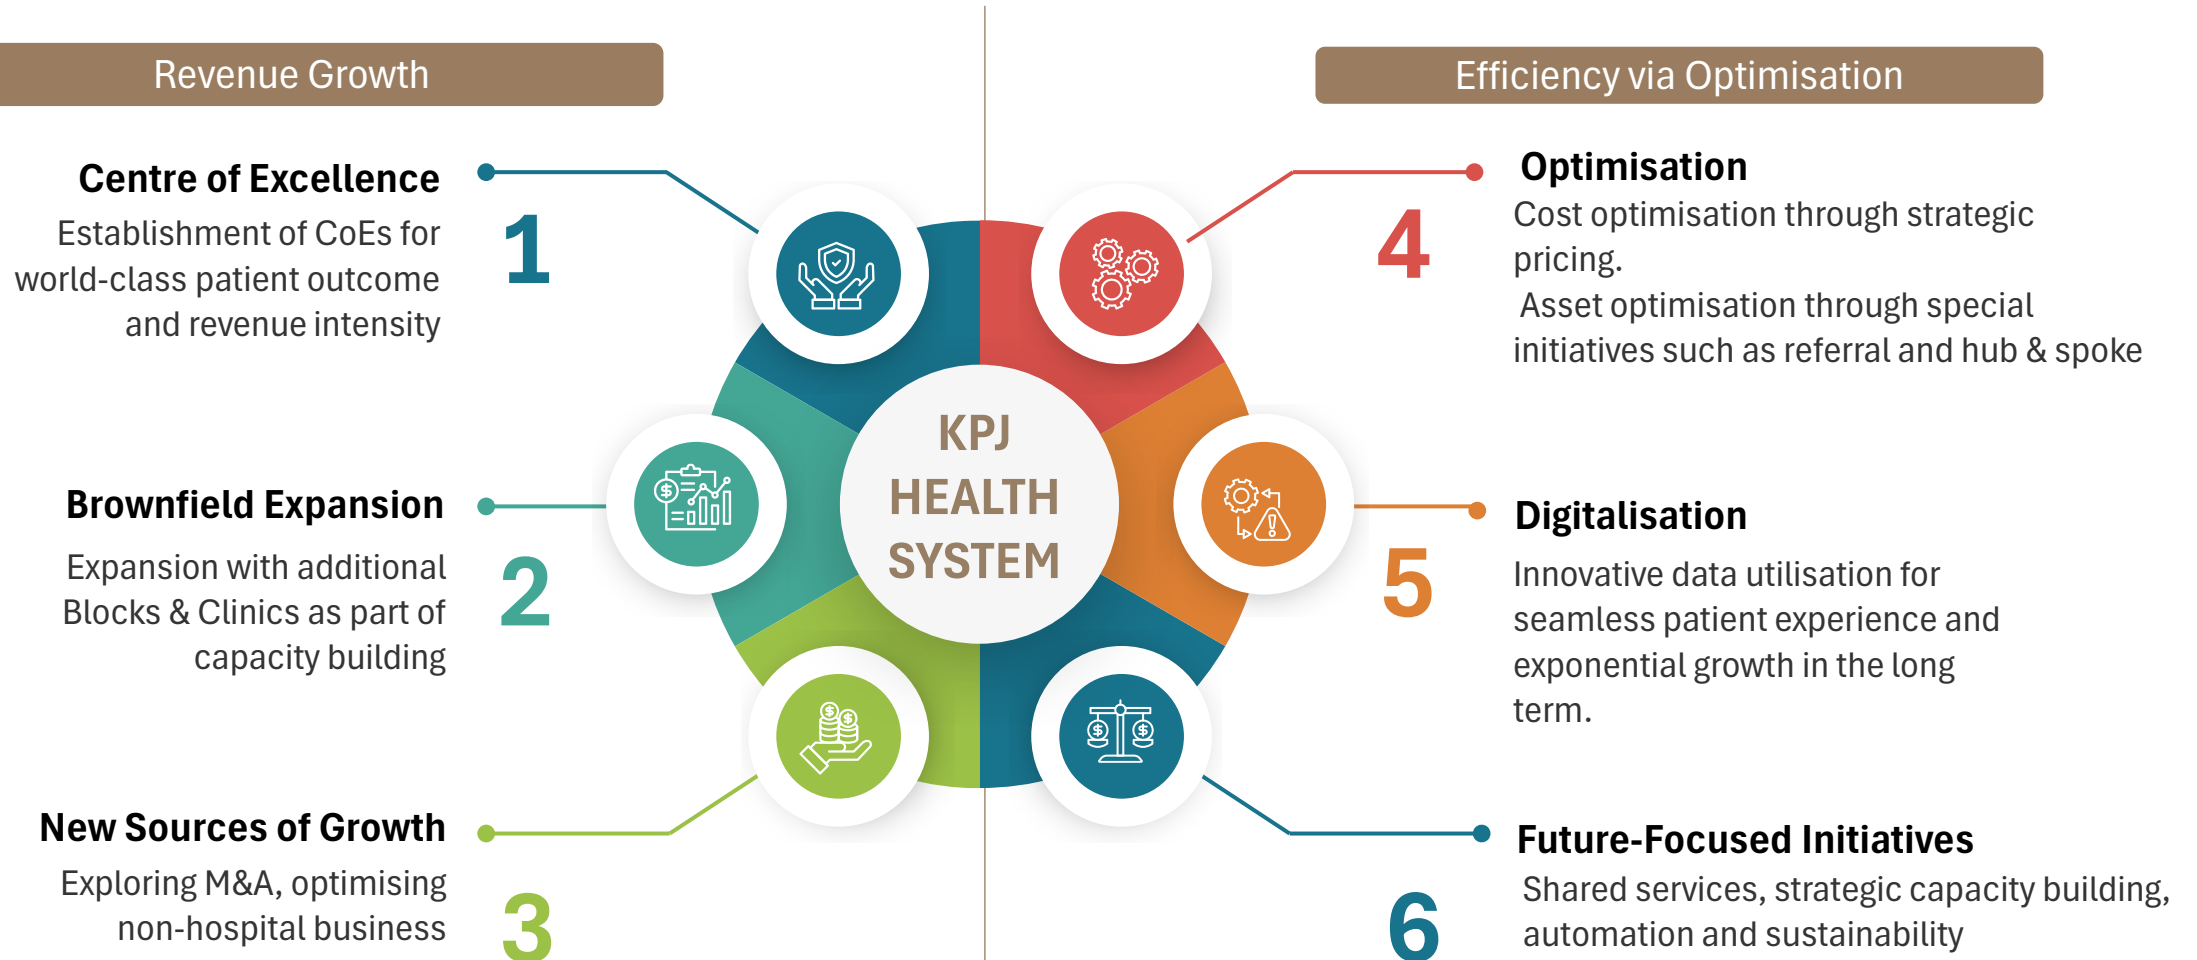 Revenue Growth
Centre of Excellence
1
Establishment of CoEs for
world-class patient outcome
and revenue intensity
Brownfield Expansion
2
Expansion with additional
Blocks & Clinics as part of
capacity building
New Sources of Growth
3
Exploring M&A, optimising
non-hospital business
KPJ
HEALTH
SYSTEM
Efficiency via Optimisation
Optimisation
4
Cost optimisation through strategic
pricing.
Asset optimisation through special
initiatives such as referral and hub & spoke
Digitalisation
5
Innovative data utilisation for
seamless patient experience and
exponential growth in the long
term.
Future-Focused Initiatives
6
Shared services, strategic capacity building,
automation and sustainability